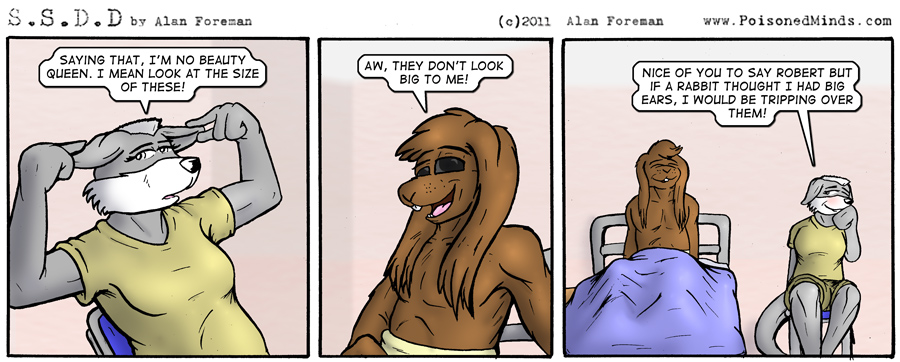 S.S.D.D by Alan Foreman (c)2011 Alan Foreman www.PoisonedMinds.com
SAYING THAT, I'M NO BEAUTY
QUEEN. I MEAN LOOK AT THE SIZE
OF THESE!
AW, THEY DON'T LOOK
BIG TO ME!
NICE OF YOU TO SAY ROBERT BUT
IF A RABBIT THOUGHT I HAD BIG
EARS, I WOULD BE TRIPPING OVER
THEM!